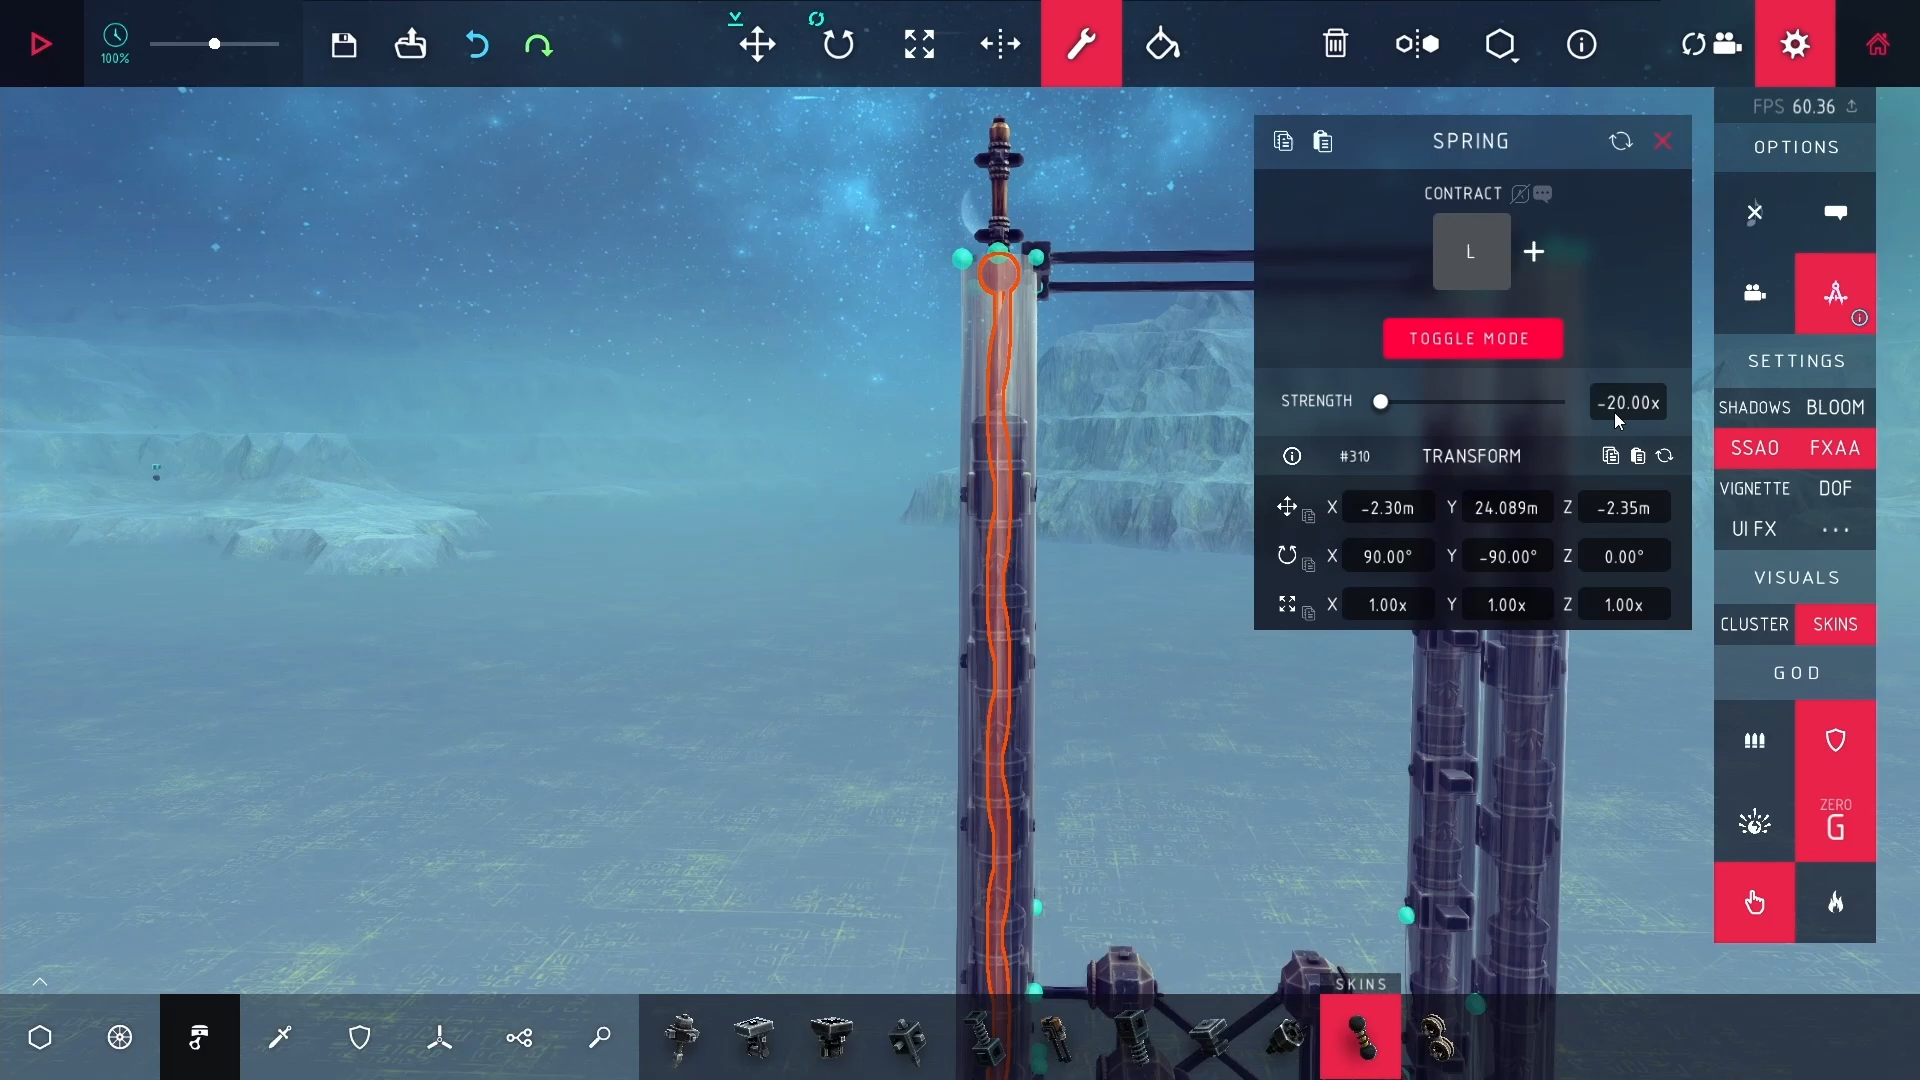 100%
FPS 60.36
SPRING
OPTIONS
CONTRACT
L
+
TOGGLE MODE
STRENGTH
-20.00x
#310
TRANSFORM
X -2.30m Y 24.089m Z -2.35m
X 90.00° Y -90.00° Z 0.00°
X 1.00x Y 1.00x Z 1.00x
SETTINGS
SHADOWS BLOOM
SSAO FXAA
VIGNETTE DOF
UI FX ...
VISUALS
CLUSTER SKINS
GOD
ZERO
G
SKINS